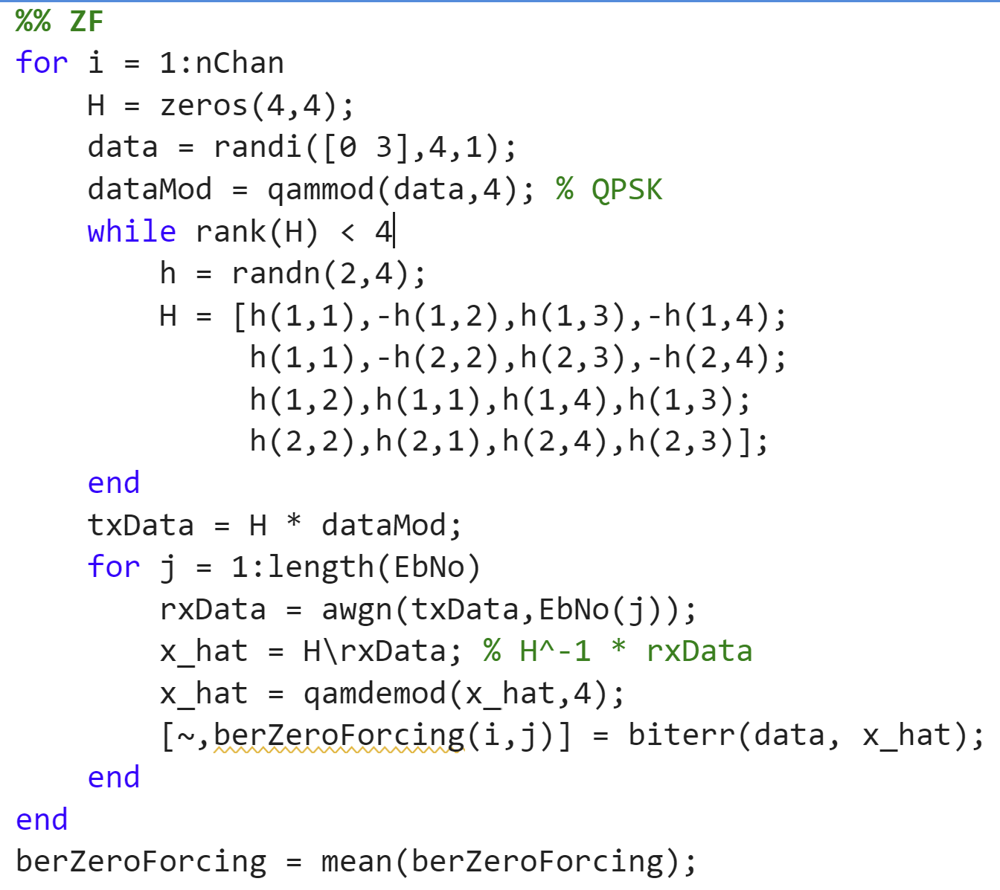 %% ZF
for i = 1:nChan
    H = zeros(4,4);
    data = randi([0 3],4,1);
    dataMod = qammod(data,4); % QPSK
    while rank(H) < 4
        h = randn(2,4);
        H = [h(1,1),-h(1,2),h(1,3),-h(1,4);
             h(1,1),-h(2,2),h(2,3),-h(2,4);
             h(1,2),h(1,1),h(1,4),h(1,3);
             h(2,2),h(2,1),h(2,4),h(2,3)];
    end
    txData = H * dataMod;
    for j = 1:length(EbNo)
        rxData = awgn(txData,EbNo(j));
        x_hat = H\rxData; % H^-1 * rxData
        x_hat = qamdemod(x_hat,4);
        [~,berZeroForcing(i,j)] = biterr(data, x_hat);
    end
end
berZeroForcing = mean(berZeroForcing);